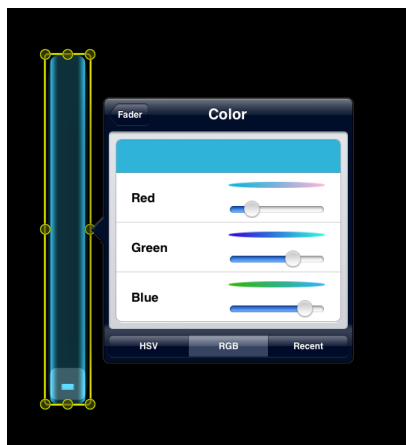 Fader
Color
Red
Green
Blue
HSV
RGB
Recent